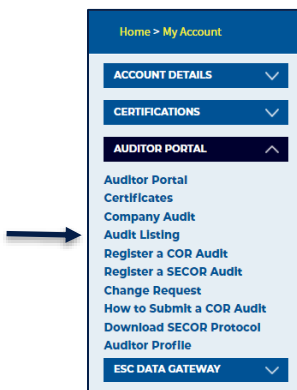 Home > My Account
ACCOUNT DETAILS
CERTIFICATIONS
AUDITOR PORTAL
Auditor Portal
Certificates
Company Audit
Audit Listing
Register a COR Audit
Register a SECOR Audit
Change Request
How to Submit a COR Audit
Download SECOR Protocol
Auditor Profile
ESC DATA GATEWAY